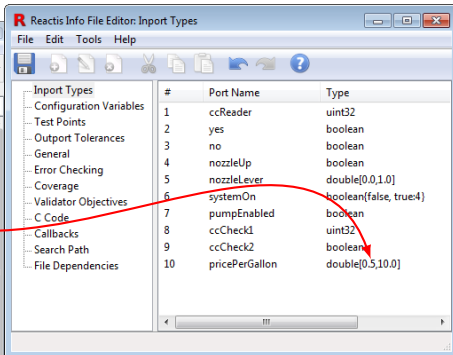 R Reactis Info File Editor: Inport Types
File Edit Tools Help
Inport Types
Configuration Variables
Test Points
Outport Tolerances
General
Error Checking
Coverage
Validator Objectives
C Code
Callbacks
Search Path
File Dependencies
# Port Name Type
1 ccReader uint32
2 yes boolean
3 no boolean
4 nozzleUp boolean
5 nozzleLever double[0.0,1.0]
6 systemOn boolean{false, true:4}
7 pumpEnabled boolean
8 ccCheck1 uint32
9 ccCheck2 boolean
10 pricePerGallon double[0.5,10.0]